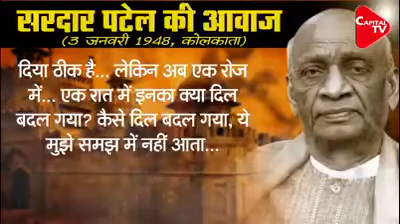 सरदार पटेल की आवाज
(3 जनवरी 1948, कोलकाता)
CAPITAL
TV
दिया ठीक है... लेकिन अब एक रोज
में... एक रात में इनका क्या दिल
बदल गया? कैसे दिल बदल गया, ये
मुझे समझ में नहीं आता...